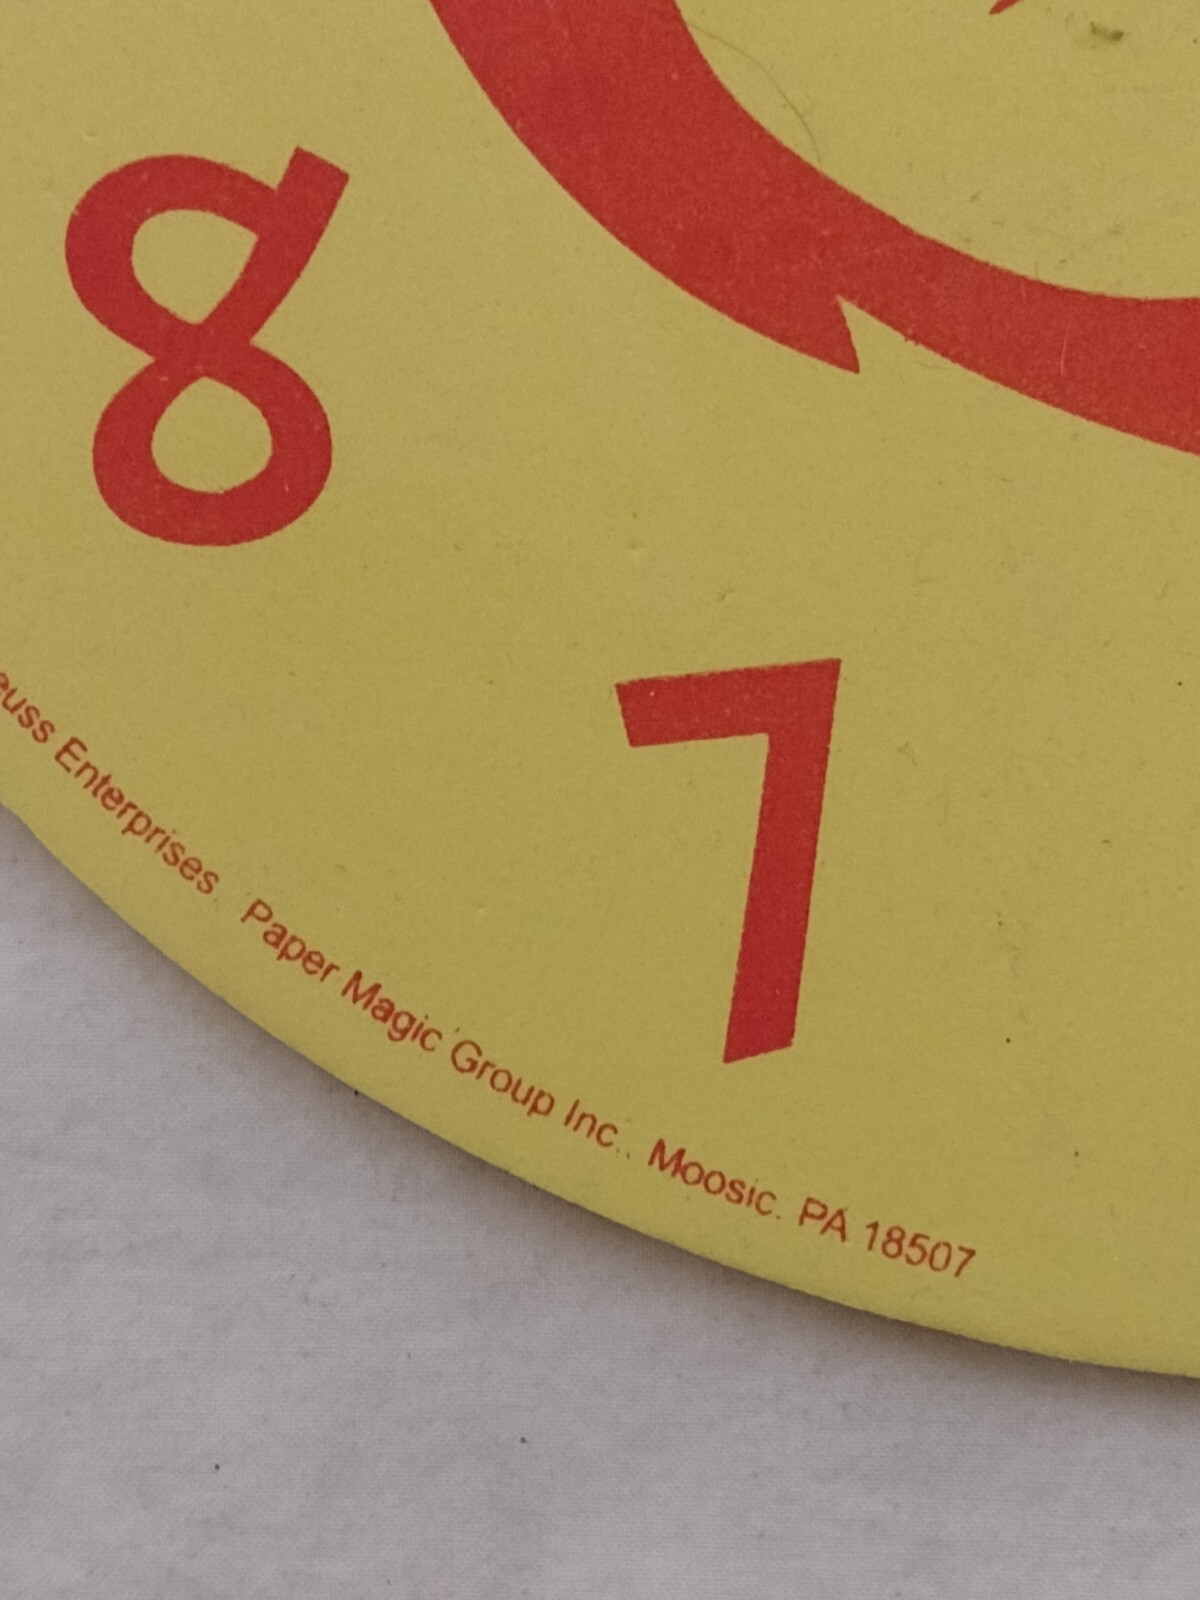 8
7
euss Enterprises. Paper Magic Group Inc., Moosic. PA 18507